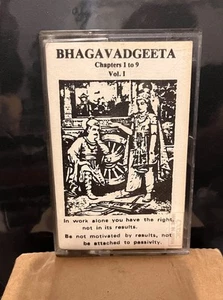 BHAGAVADGEETA
Chapters 1 to 9
Vol. 1
In work alone you have the right,
not in its results.
Be not motivated by results, not
be attached to passivity.